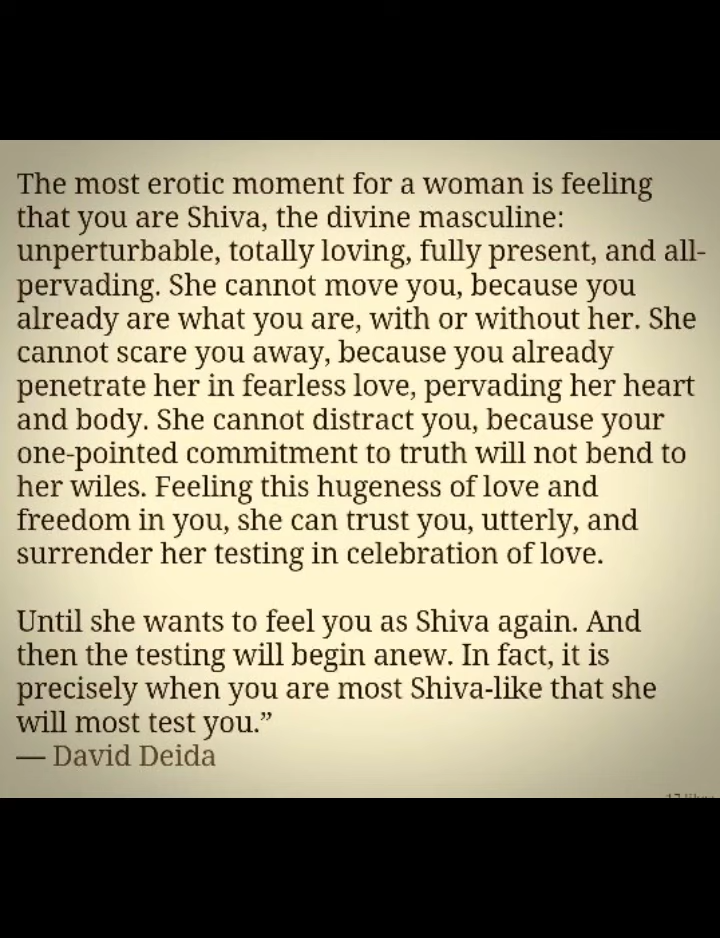 The most erotic moment for a woman is feeling
that you are Shiva, the divine masculine:
unperturbable, totally loving, fully present, and all-
pervading. She cannot move you, because you
already are what you are, with or without her. She
cannot scare you away, because you already
penetrate her in fearless love, pervading her heart
and body. She cannot distract you, because your
one-pointed commitment to truth will not bend to
her wiles. Feeling this hugeness of love and
freedom in you, she can trust you, utterly, and
surrender her testing in celebration of love.
Until she wants to feel you as Shiva again. And
then the testing will begin anew. In fact, it is
precisely when you are most Shiva-like that she
will most test you.”
— David Deida